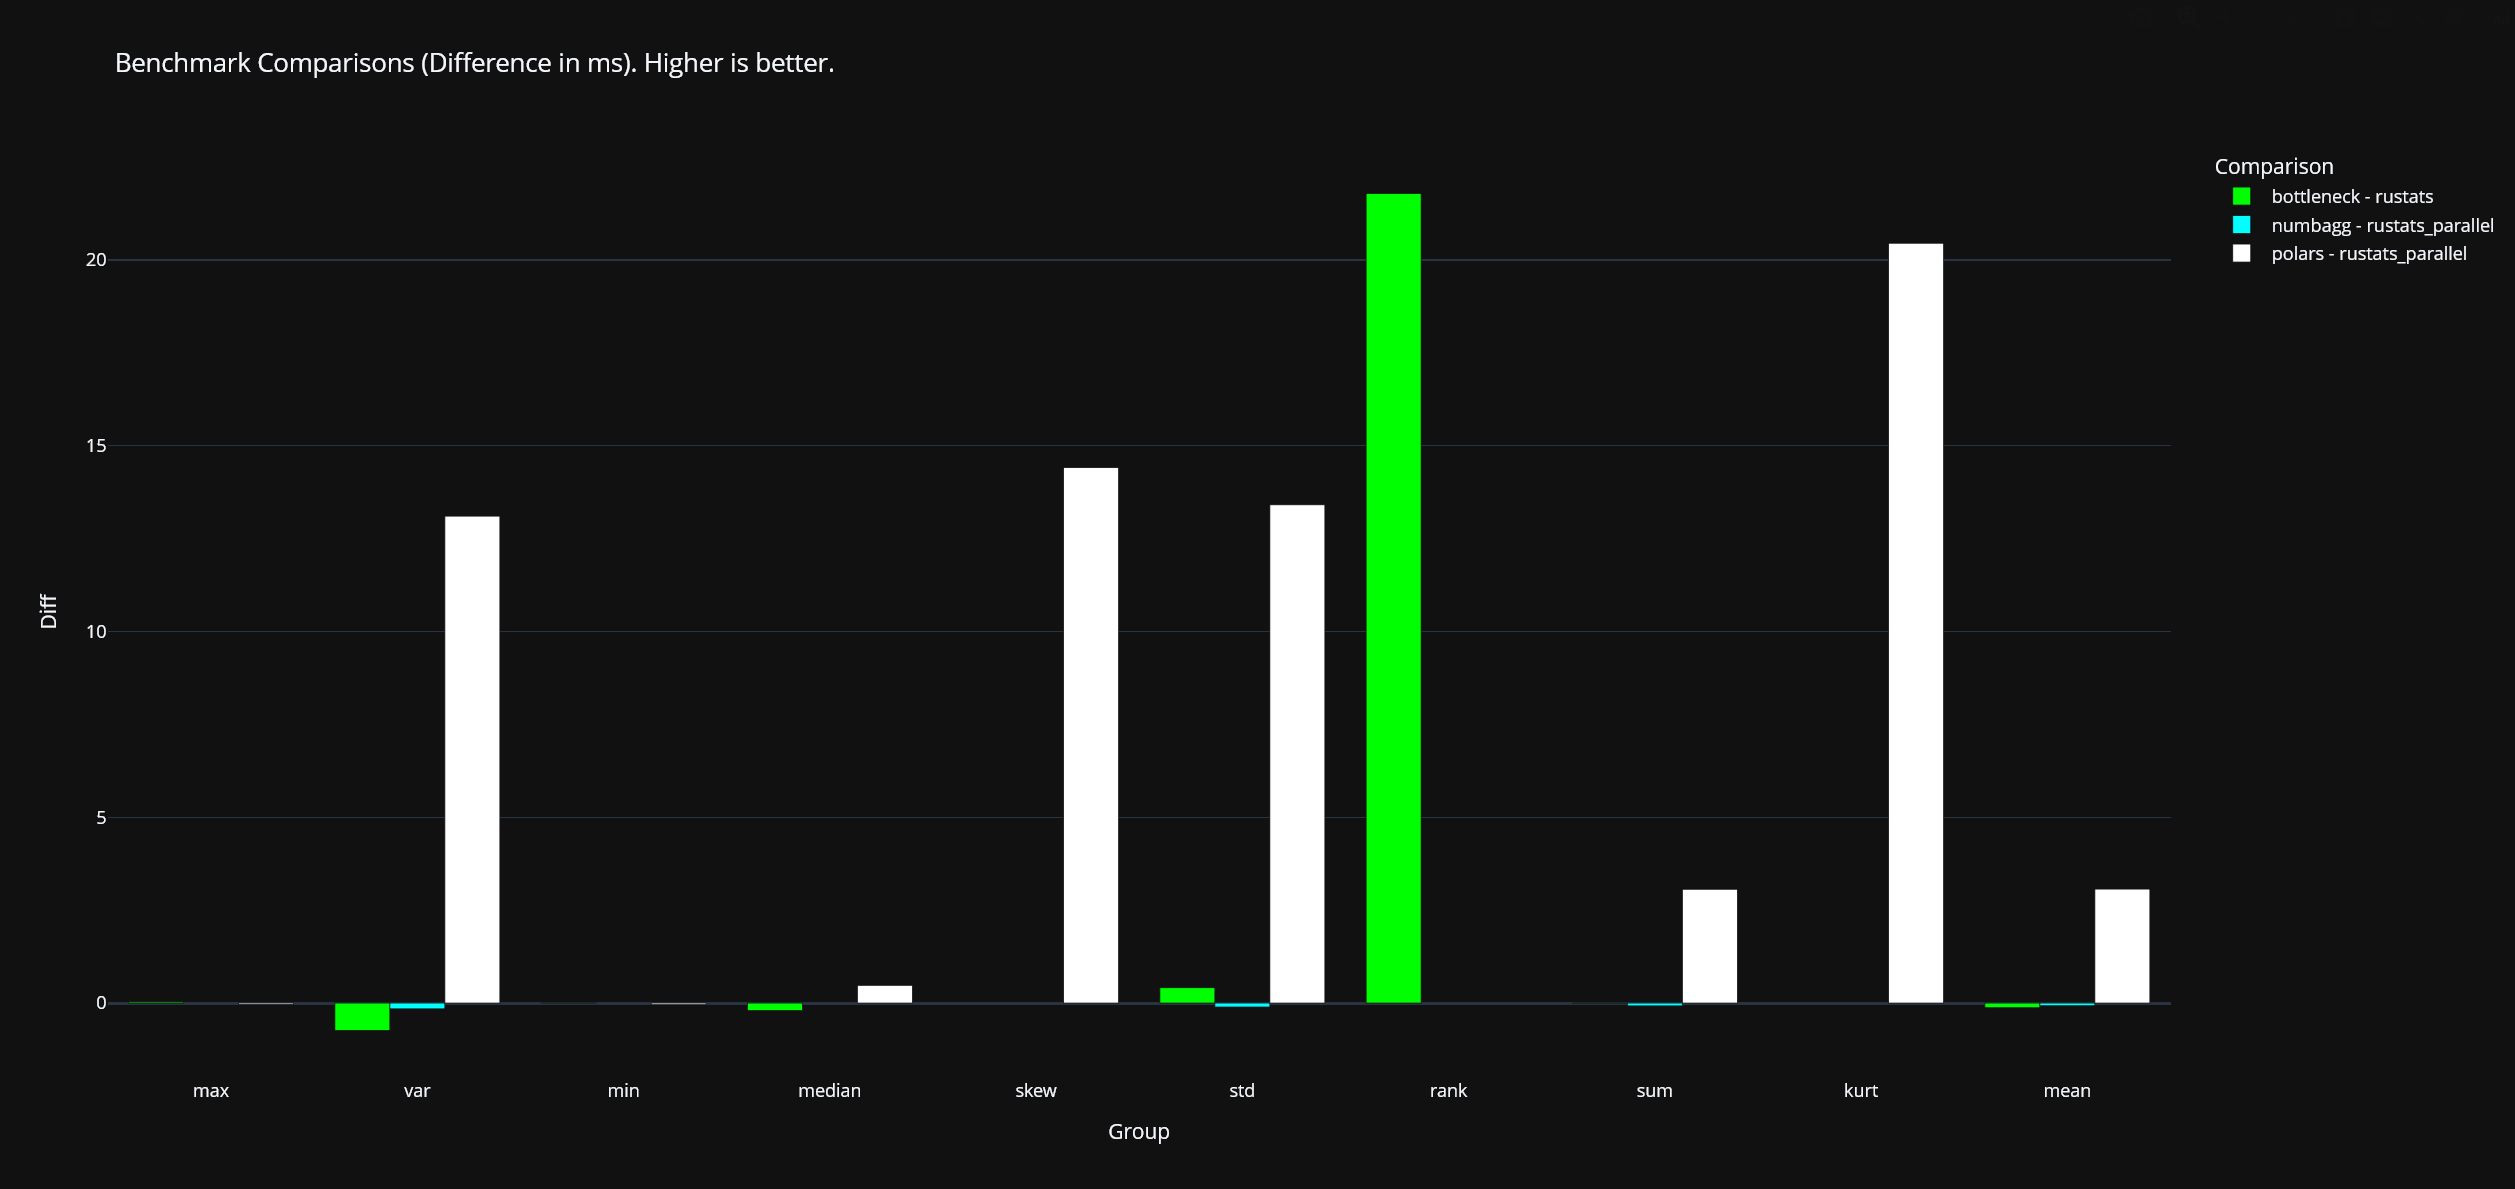 Benchmark Comparisons (Difference in ms). Higher is better.
Comparison
bottleneck - rustats
numbagg - rustats_parallel
polars - rustats_parallel
20
15
10
5
0
Diff
max
var
min
median
skew
std
rank
sum
kurt
mean
Group